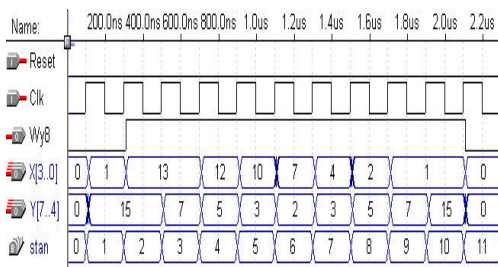 Name: 200.0ns 400.0ns 600.0ns 800.0ns 1.0us 1.2us 1.4us 1.6us 1.8us 2.0us 2.2us
Reset
Clk
Wy8
X[3..0] 0 1 13 12 10 7 4 2 1 0
Y[7..4] 0 15 7 5 3 2 3 5 7 15 0
stan 0 1 2 3 4 5 6 7 8 9 10 11